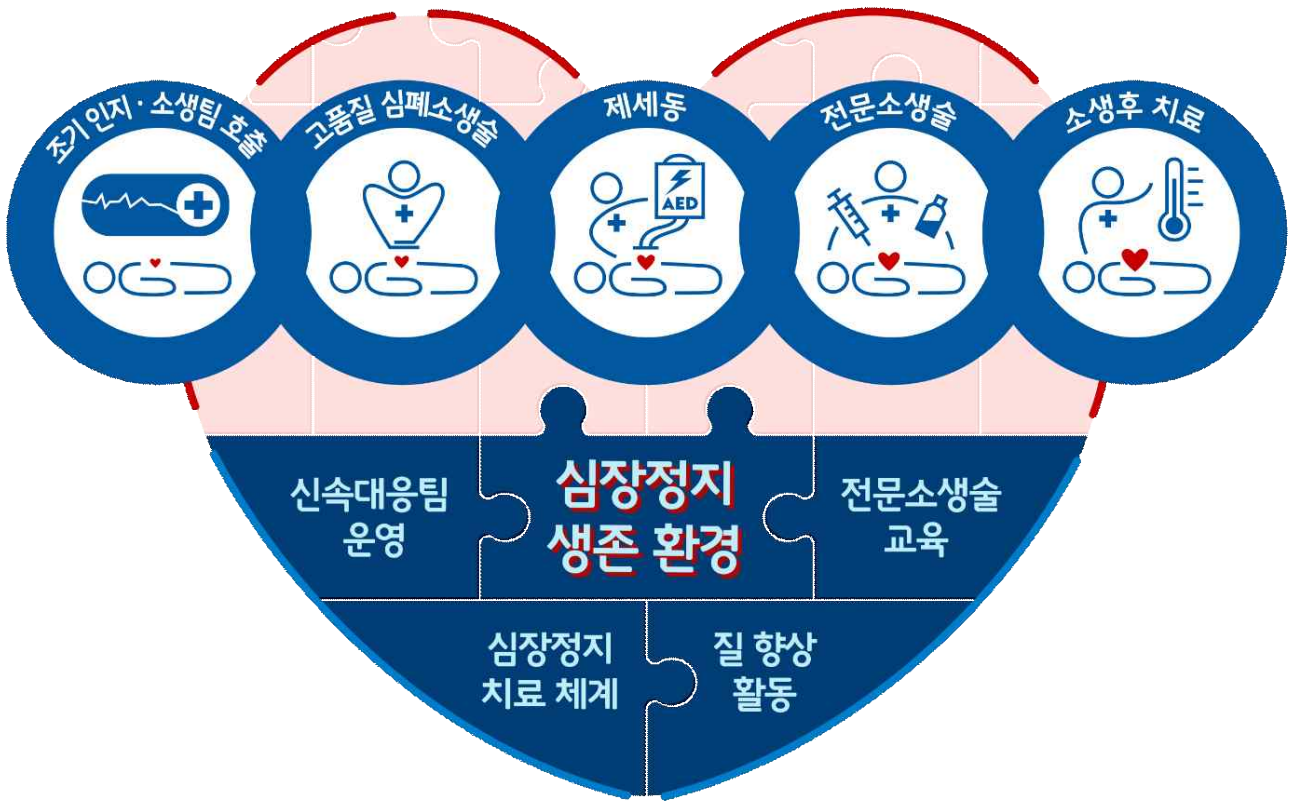 조기 인지 · 소생팀 호출
고품질 심폐소생술
제세동
전문소생술
소생후 치료
AED
신속대응팀
운영
심장정지
생존 환경
전문소생술
교육
심장정지
치료 체계
질 향상
활동